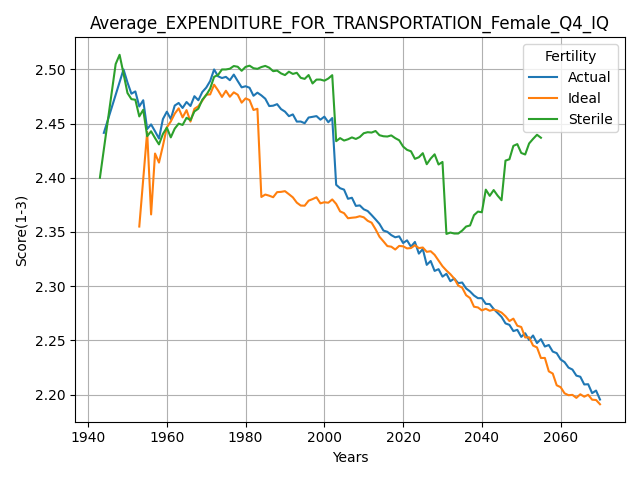 Average_EXPENDITURE_FOR_TRANSPORTATION_Female_Q4_IQ
Fertility
Actual
Ideal
Sterile
Score(1-3)
2.50
2.45
2.40
2.35
2.30
2.25
2.20
1940 1960 1980 2000 2020 2040 2060
Years